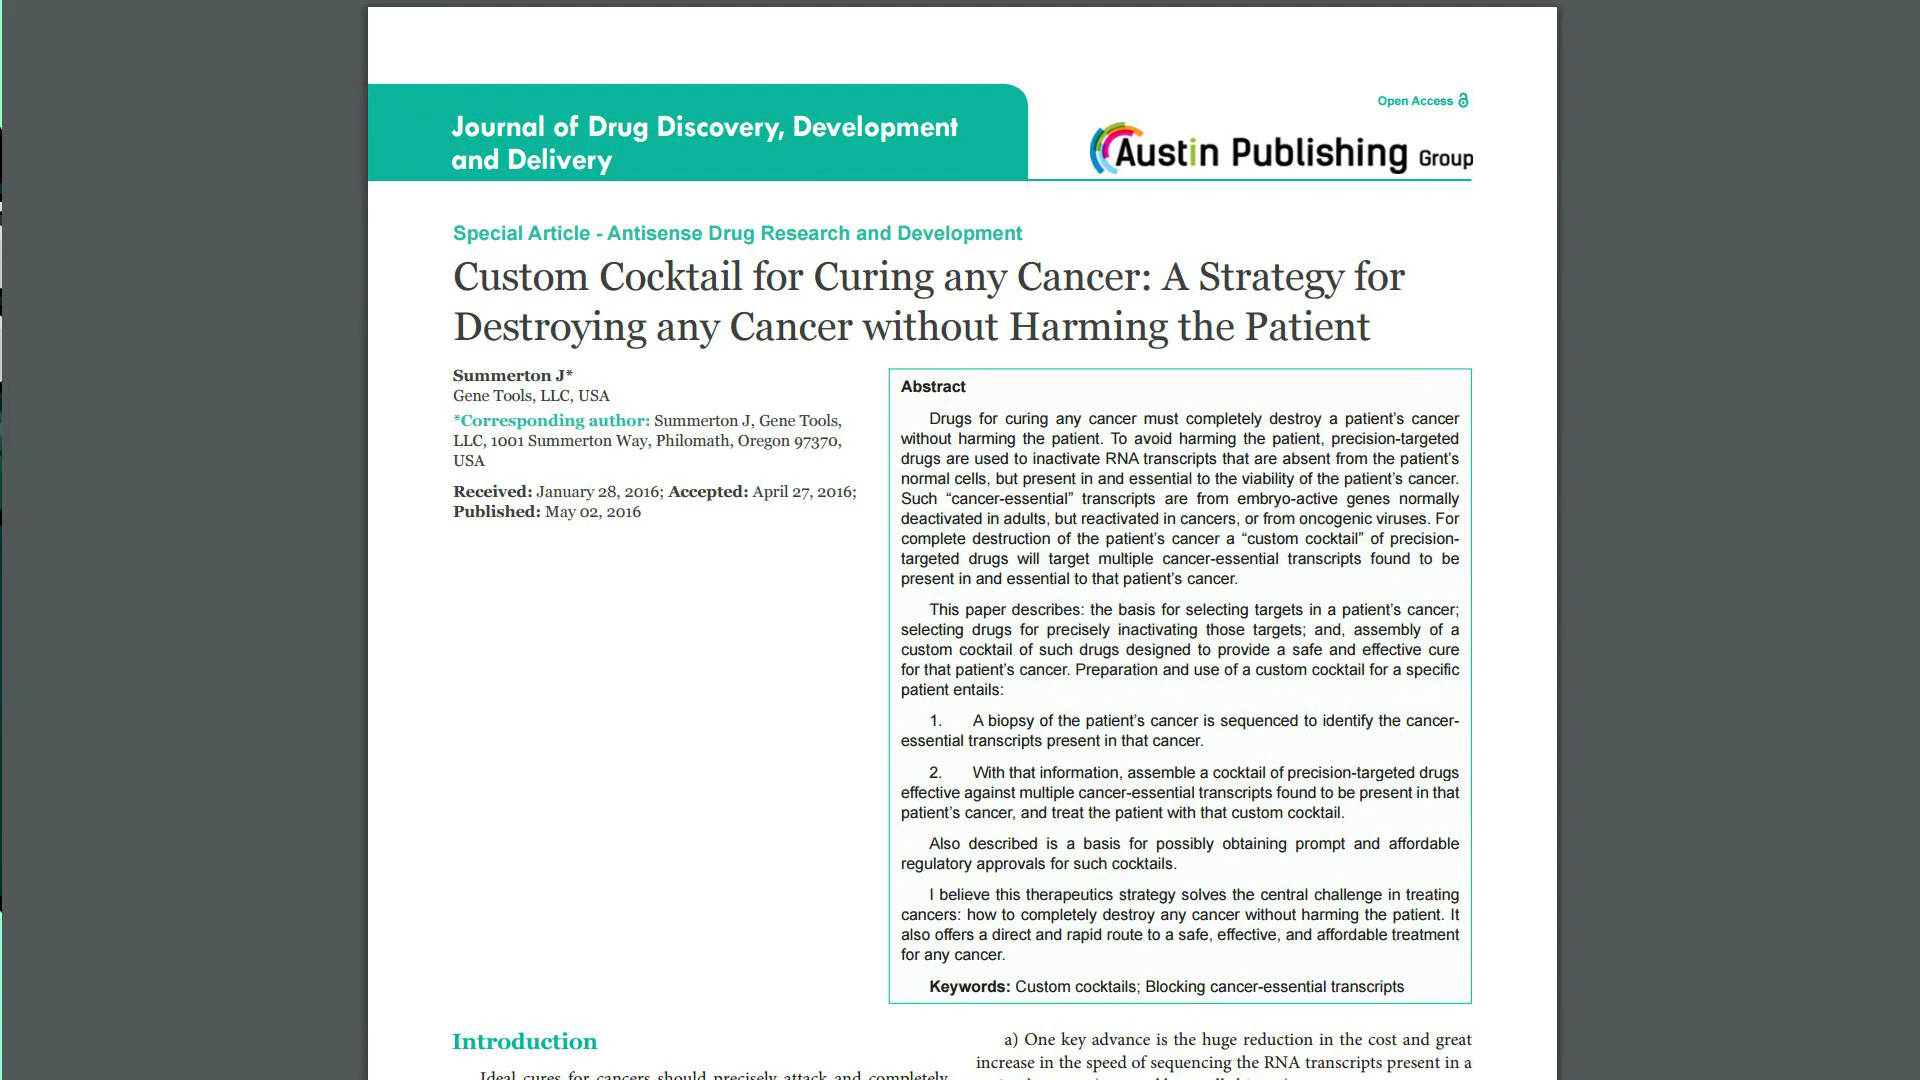 Open Access
Journal of Drug Discovery, Development
and Delivery
Austin Publishing Group
Special Article - Antisense Drug Research and Development
Custom Cocktail for Curing any Cancer: A Strategy for
Destroying any Cancer without Harming the Patient
Summerton J*
Gene Tools, LLC, USA
*Corresponding author: Summerton J, Gene Tools,
LLC, 1001 Summerton Way, Philomath, Oregon 97370,
USA
Received: January 28, 2016; Accepted: April 27, 2016;
Published: May 02, 2016
Abstract
Drugs for curing any cancer must completely destroy a patient's cancer
without harming the patient. To avoid harming the patient, precision-targeted
drugs are used to inactivate RNA transcripts that are absent from the patient's
normal cells, but present in and essential to the viability of the patient's cancer.
Such “cancer-essential” transcripts are from embryo-active genes normally
deactivated in adults, but reactivated in cancers, or from oncogenic viruses. For
complete destruction of the patient's cancer a “custom cocktail” of precision-
targeted drugs will target multiple cancer-essential transcripts found to be
present in and essential to that patient's cancer.
This paper describes: the basis for selecting targets in a patient's cancer;
selecting drugs for precisely inactivating those targets; and, assembly of a
custom cocktail of such drugs designed to provide a safe and effective cure
for that patient's cancer. Preparation and use of a custom cocktail for a specific
patient entails:
1. A biopsy of the patient's cancer is sequenced to identify the cancer-
essential transcripts present in that cancer.
2. With that information, assemble a cocktail of precision-targeted drugs
effective against multiple cancer-essential transcripts found to be present in that
patient's cancer, and treat the patient with that custom cocktail.
Also described is a basis for possibly obtaining prompt and affordable
regulatory approvals for such cocktails.
I believe this therapeutics strategy solves the central challenge in treating
cancers: how to completely destroy any cancer without harming the patient. It
also offers a direct and rapid route to a safe, effective, and affordable treatment
for any cancer.
Keywords: Custom cocktails; Blocking cancer-essential transcripts
Introduction
Ideal cures for cancers should precisely attack and completely
a) One key advance is the huge reduction in the cost and great
increase in the speed of sequencing the RNA transcripts present in a